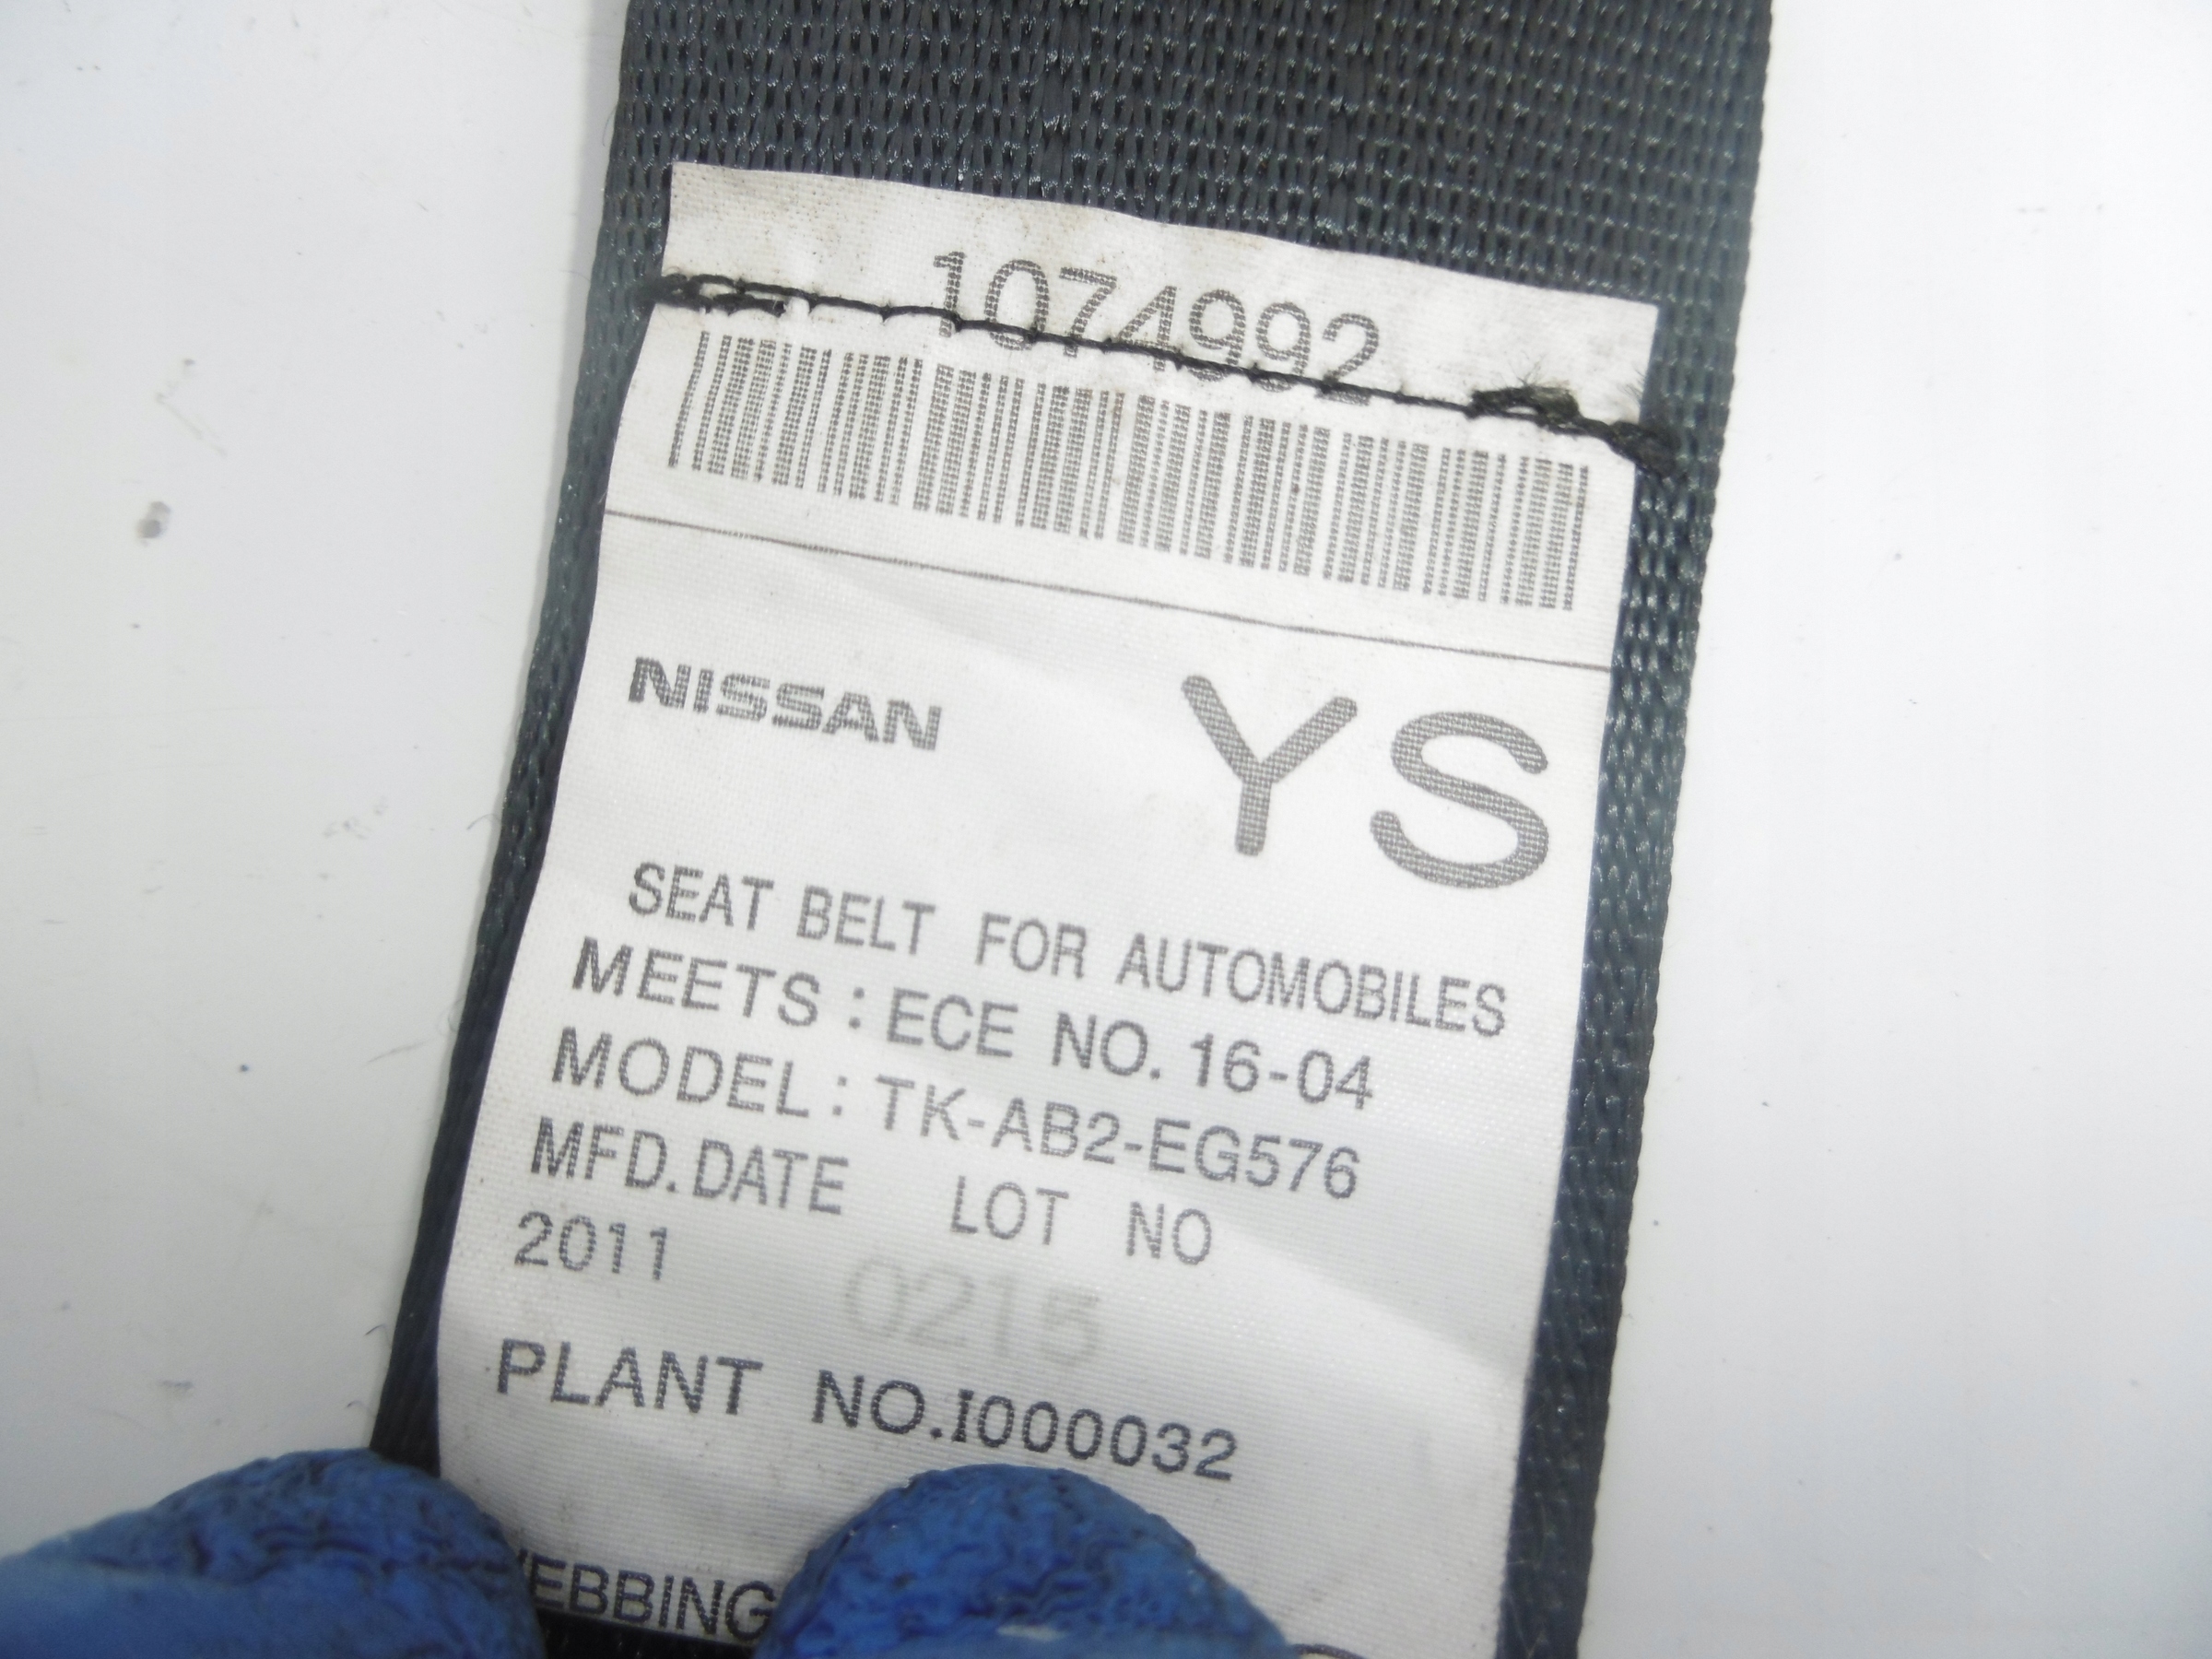 1074992
NISSAN YS
SEAT BELT FOR AUTOMOBILES
MEETS : ECE NO. 16-04
MODEL : TK-AB2-EG576
MFD. DATE LOT NO
2011 0215
PLANT NO.I000032
EBBING